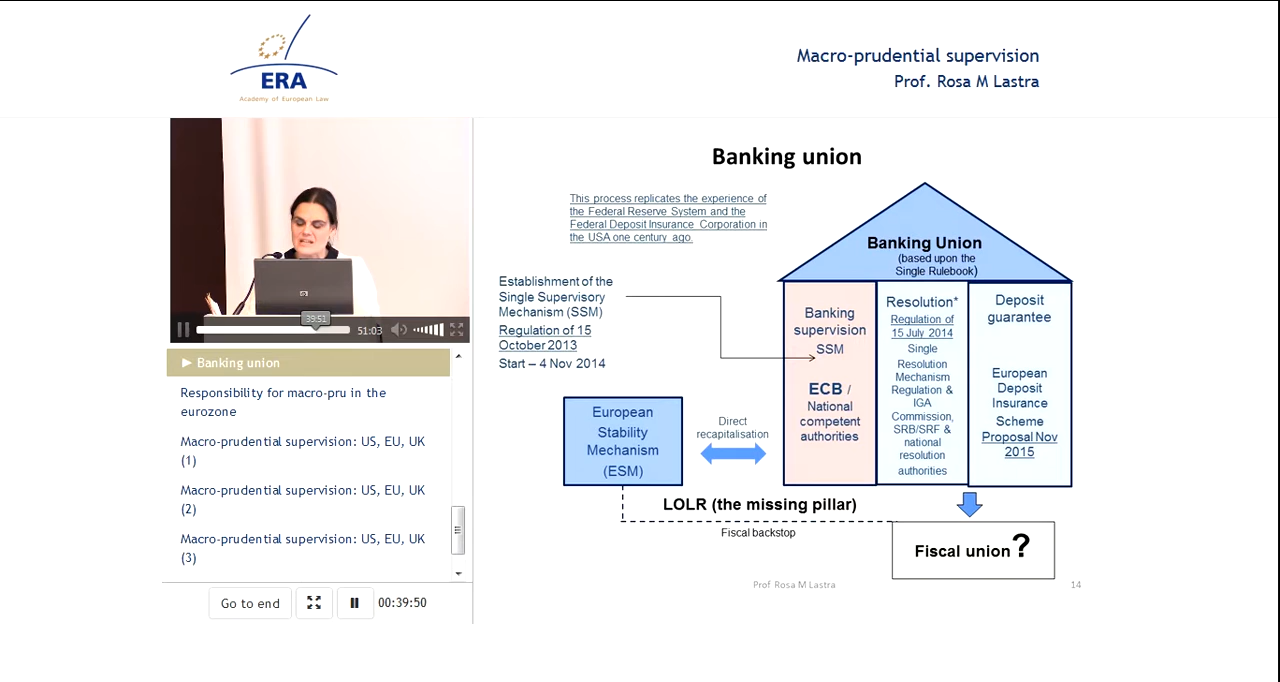 ERA
Academy of European Law
Macro-prudential supervision
Prof. Rosa M Lastra
39:51
51:03
► Banking union
Responsibility for macro-pru in the
eurozone
Macro-prudential supervision: US, EU, UK
(1)
Macro-prudential supervision: US, EU, UK
(2)
Macro-prudential supervision: US, EU, UK
(3)
Go to end
00:39:50
Banking union
This process replicates the experience of
the Federal Reserve System and the
Federal Deposit Insurance Corporation in
the USA one century ago.
Establishment of the
Single Supervisory
Mechanism (SSM)
Regulation of 15
October 2013
Start – 4 Nov 2014
European
Stability
Mechanism
(ESM)
Direct
recapitalisation
Banking Union
(based upon the
Single Rulebook)
Banking
supervision
SSM
ECB /
National
competent
authorities
Resolution*
Regulation of
15 July 2014
Single
Resolution
Mechanism
Regulation &
IGA
Commission,
SRB/SRF &
national
resolution
authorities
Deposit
guarantee
European
Deposit
Insurance
Scheme
Proposal Nov
2015
LOLR (the missing pillar)
Fiscal backstop
Fiscal union?
Prof Rosa M Lastra
14